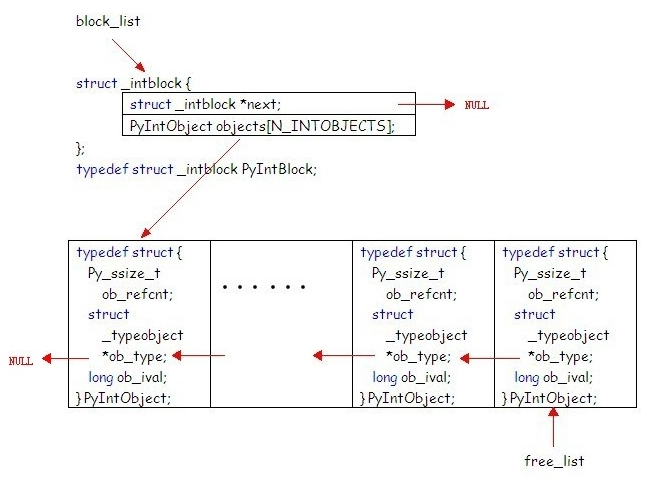 block_list
struct _intblock {
struct _intblock *next;
NULL
PyIntObject objects[N_INTOBJECTS];
};
typedef struct _intblock PyIntBlock;
typedef struct {
Py_ssize_t
ob_refcnt;
struct
_typeobject
*ob_type;
long ob_ival;
} PyIntObject;
NULL
......
typedef struct {
Py_ssize_t
ob_refcnt;
struct
_typeobject
*ob_type;
long ob_ival;
} PyIntObject;
typedef struct {
Py_ssize_t
ob_refcnt;
struct
_typeobject
*ob_type;
long ob_ival;
} PyIntObject;
free_list